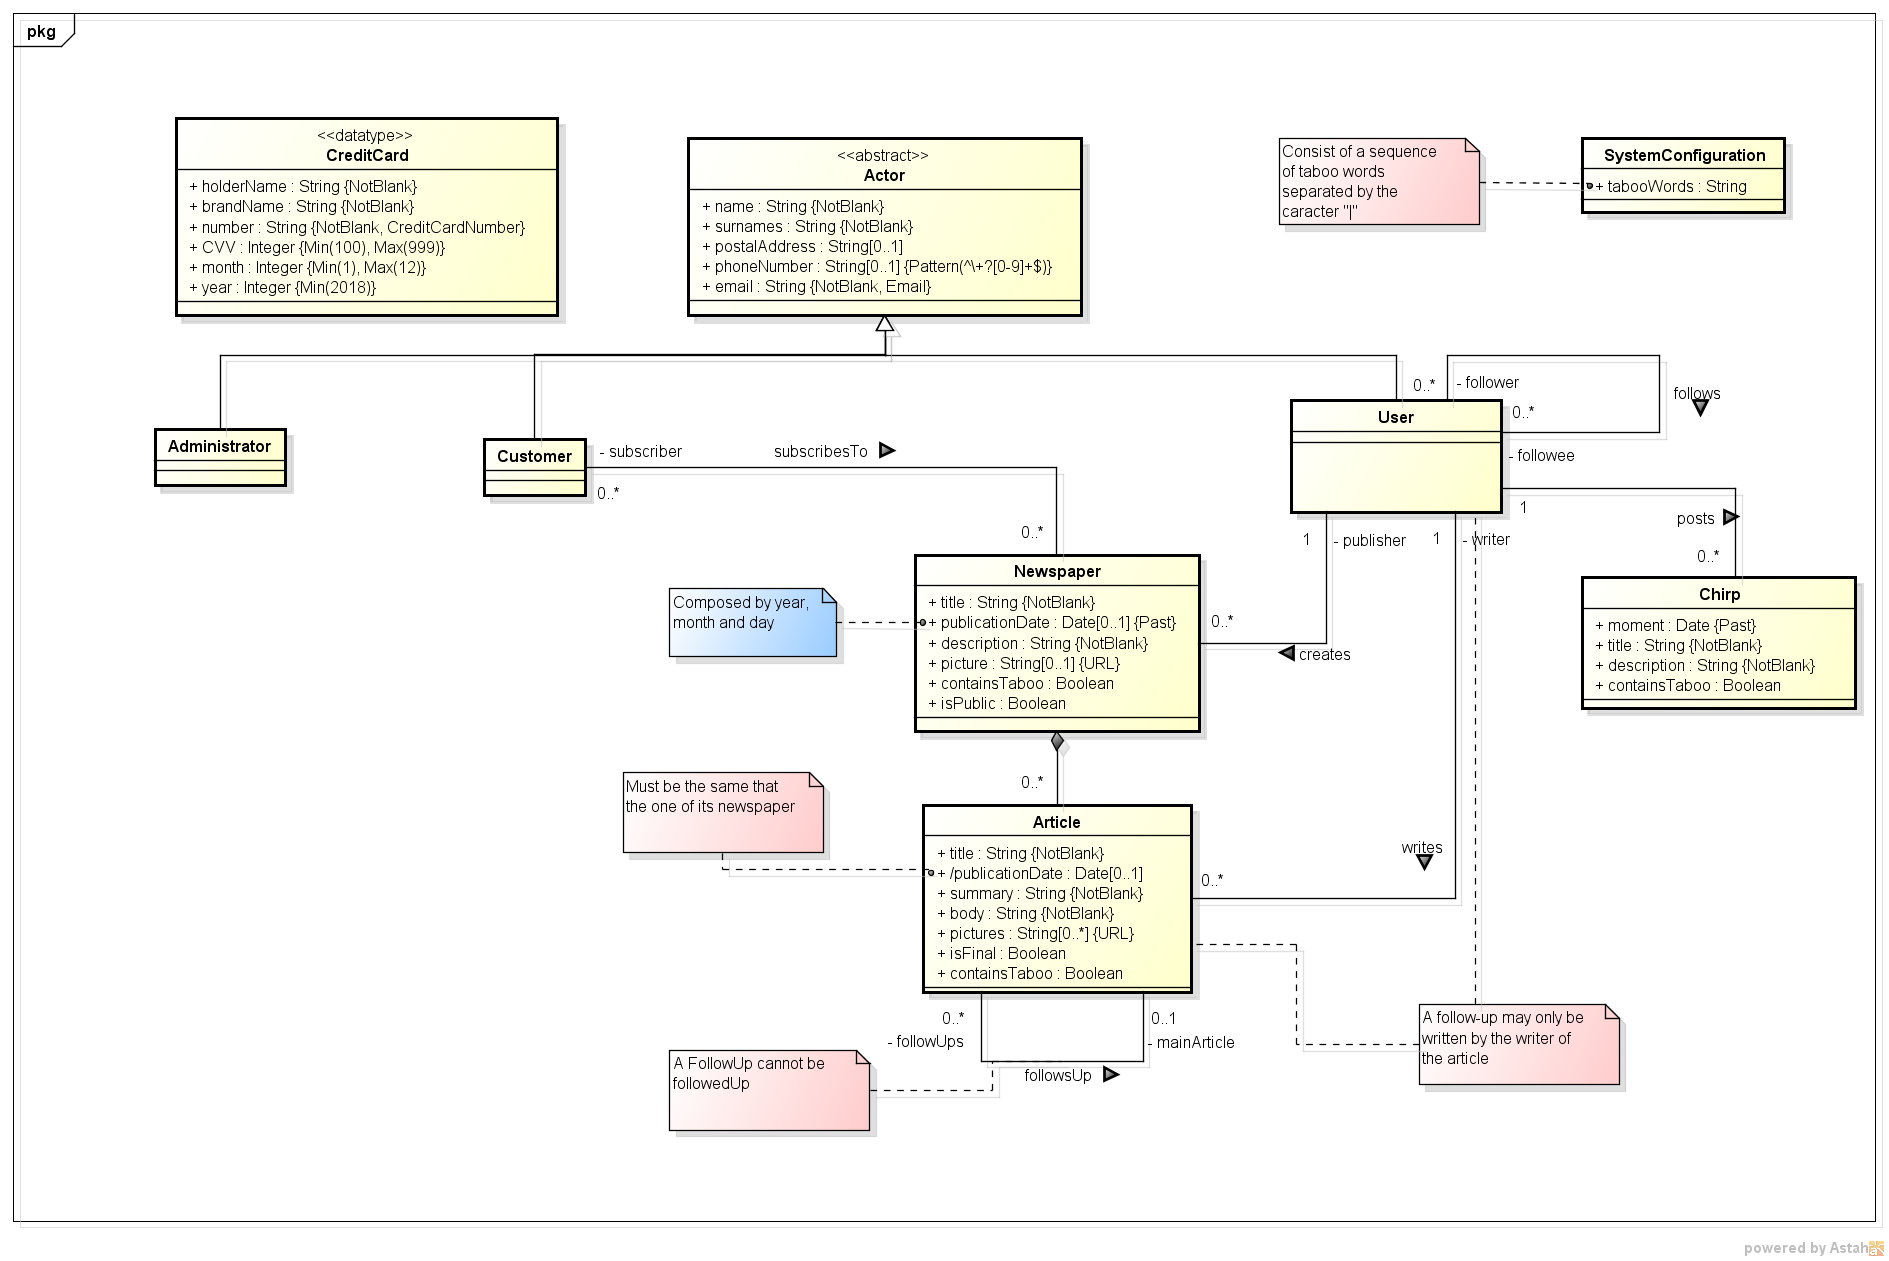 pkg
<<datatype>>
CreditCard
+ holderName : String {NotBlank}
+ brandName : String {NotBlank}
+ number : String {NotBlank, CreditCardNumber}
+ CVV : Integer {Min(100), Max(999)}
+ month : Integer {Min(1), Max(12)}
+ year : Integer {Min(2018)}
<<abstract>>
Actor
+ name : String {NotBlank}
+ surnames : String {NotBlank}
+ postalAddress : String[0..1]
+ phoneNumber : String[0..1] {Pattern(^\+?[0-9]+$)}
+ email : String {NotBlank, Email}
Consist of a sequence
of taboo words
separated by the
caracter "|"
SystemConfiguration
+ tabooWords : String
Administrator
Customer
- subscriber
0..*
subscribesTo
0..*
User
0..*
- follower
0..*
follows
- followee
1
posts
0..*
1
- publisher
1
- writer
Newspaper
+ title : String {NotBlank}
+ publicationDate : Date[0..1] {Past}
+ description : String {NotBlank}
+ picture : String[0..1] {URL}
+ containsTaboo : Boolean
+ isPublic : Boolean
Composed by year,
month and day
0..*
creates
Chirp
+ moment : Date {Past}
+ title : String {NotBlank}
+ description : String {NotBlank}
+ containsTaboo : Boolean
0..*
Must be the same that
the one of its newspaper
Article
+ title : String {NotBlank}
+ /publicationDate : Date[0..1]
+ summary : String {NotBlank}
+ body : String {NotBlank}
+ pictures : String[0..*] {URL}
+ isFinal : Boolean
+ containsTaboo : Boolean
writes
0..*
0..*
- followUps
0..1
- mainArticle
followsUp
A FollowUp cannot be
followedUp
A follow-up may only be
written by the writer of
the article
powered by Astah